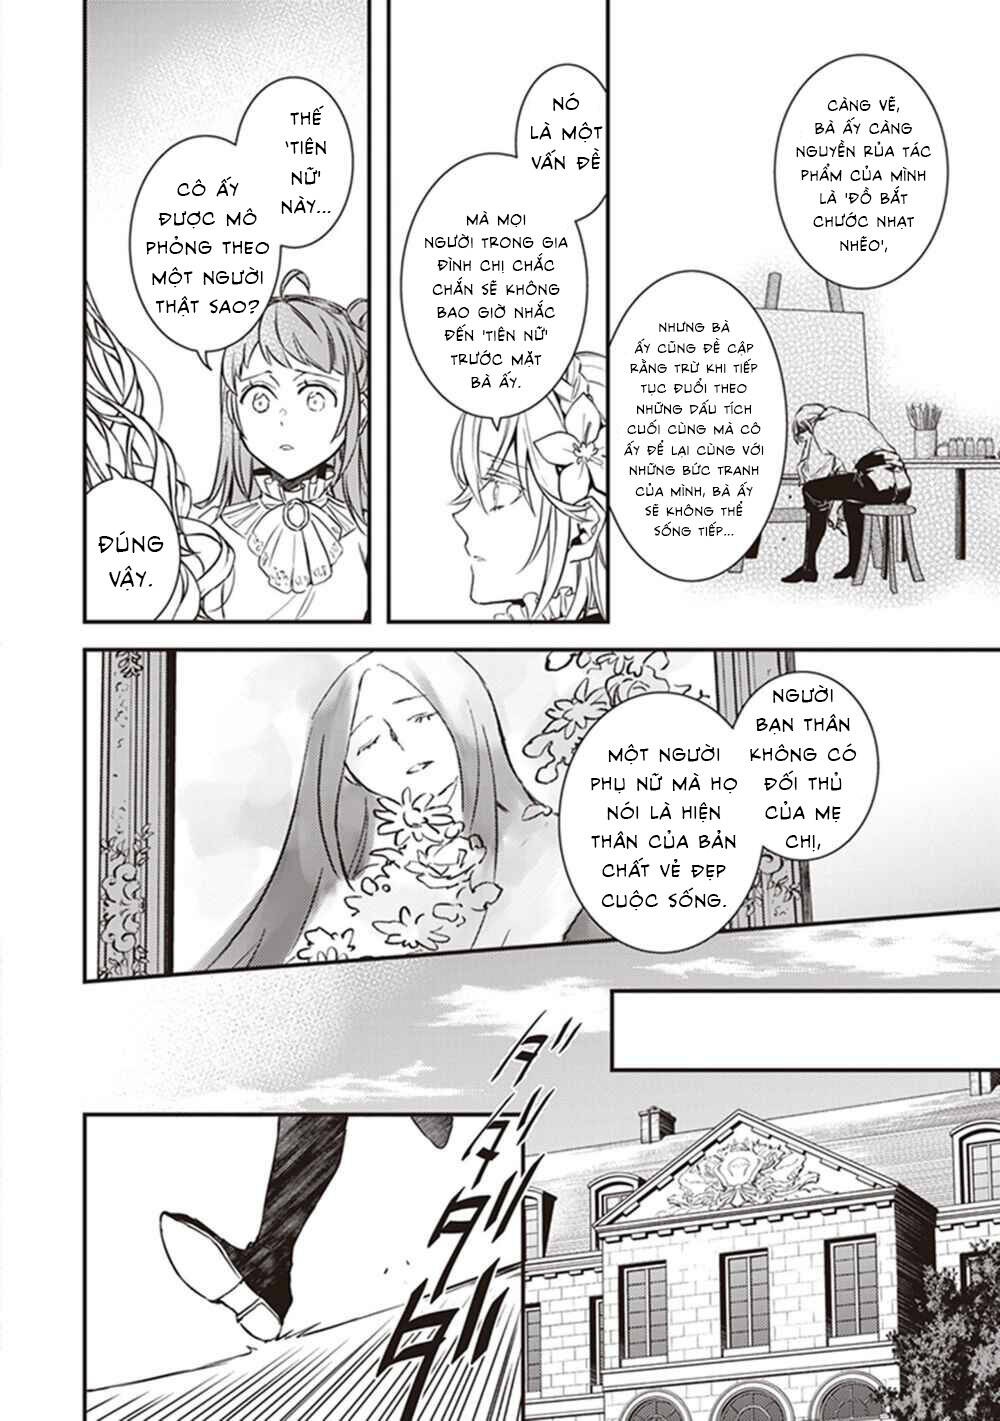 CÀNG VẼ,
BÀ ẤY CÀNG
NGUYỀN RỦA TÁC
PHẨM CỦA MÌNH
LÀ 'ĐỒ BẮT
CHƯỚC NHẠT
NHẼO',
NHƯNG BÀ
ẤY CŨNG ĐỀ CẬP
RẰNG TRỪ KHI TIẾP
TỤC ĐUỔI THEO
NHỮNG DẤU TÍCH
CUỐI CÙNG MÀ CÔ
ẤY ĐỂ LẠI CÙNG VỚI
NHỮNG BỨC TRANH
CỦA MÌNH, BÀ ẤY
SẼ KHÔNG THỂ
SỐNG TIẾP...
NÓ
LÀ MỘT
VẤN ĐỀ
MÀ MỌI
NGƯỜI TRONG GIA
ĐÌNH CHỊ CHẮC
CHẮN SẼ KHÔNG
BAO GIỜ NHẮC
ĐẾN 'TIÊN NỮ'
TRƯỚC MẶT
BÀ ẤY.
THẾ
'TIÊN
NỮ'
NÀY...
CÔ ẤY
ĐƯỢC MÔ
PHỎNG THEO
MỘT NGƯỜI
THẬT SAO?
ĐÚNG
VẬY.
NGƯỜI
BẠN THÂN
KHÔNG CÓ
ĐỐI THỦ
CỦA MẸ
CHỊ,
MỘT NGƯỜI
PHỤ NỮ MÀ HỌ
NÓI LÀ HIỆN
THÂN CỦA BẢN
CHẤT VẺ ĐẸP
CUỘC SỐNG.
ダダダダッ